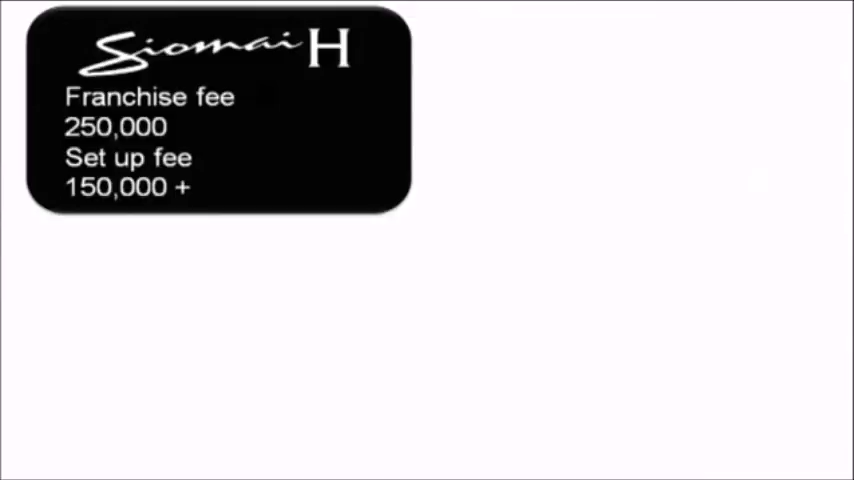 Siomai H
Franchise fee
250,000
Set up fee
150,000 +